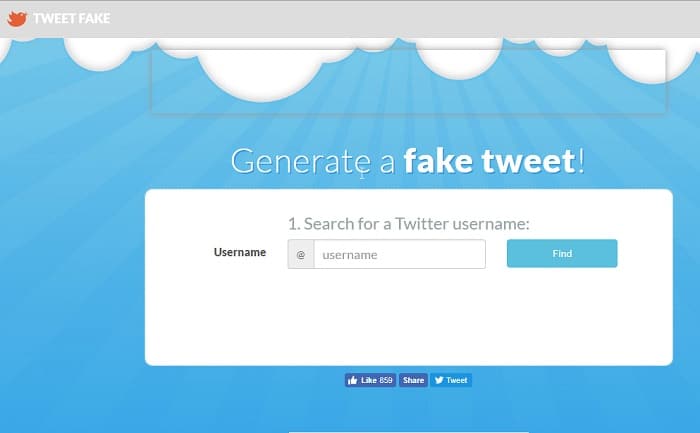 TWEET FAKE
Generate a fake tweet!
1. Search for a Twitter username:
Username @ username Find
Like 859 Share Tweet